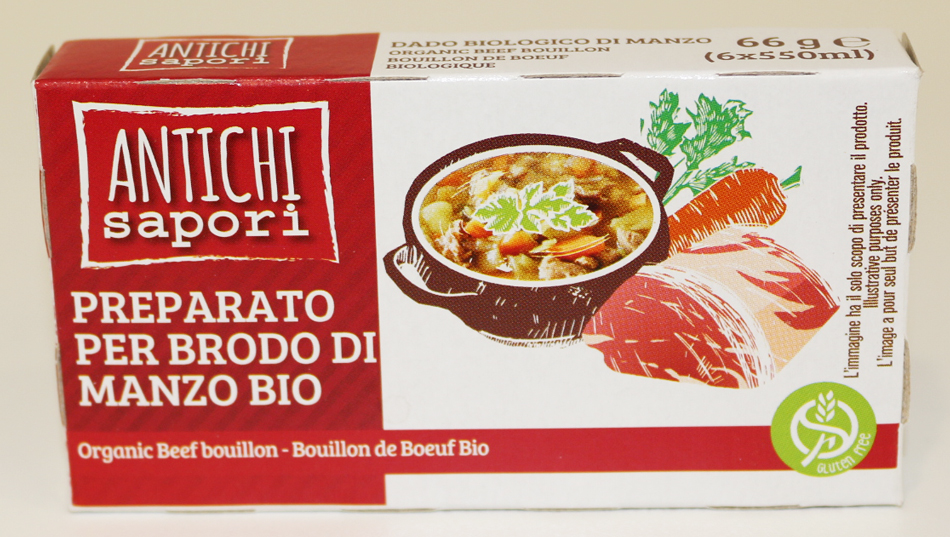 ANTICHI
sapori
DADO BIOLOGICO DI MANZO
ORGANIC BEEF BOUILLON
BOUILLON DE BOEUF
BIOLOGIQUE
66 g e
(6x550ml)
ANTICHI
sapori
PREPARATO
PER BRODO DI
MANZO BIO
Organic Beef bouillon - Bouillon de Boeuf Bio
L'immagine ha il solo scopo di presentare il prodotto.
Illustrative purposes only.
L'image a pour seul but de présenter le produit.
GLUTEN FREE